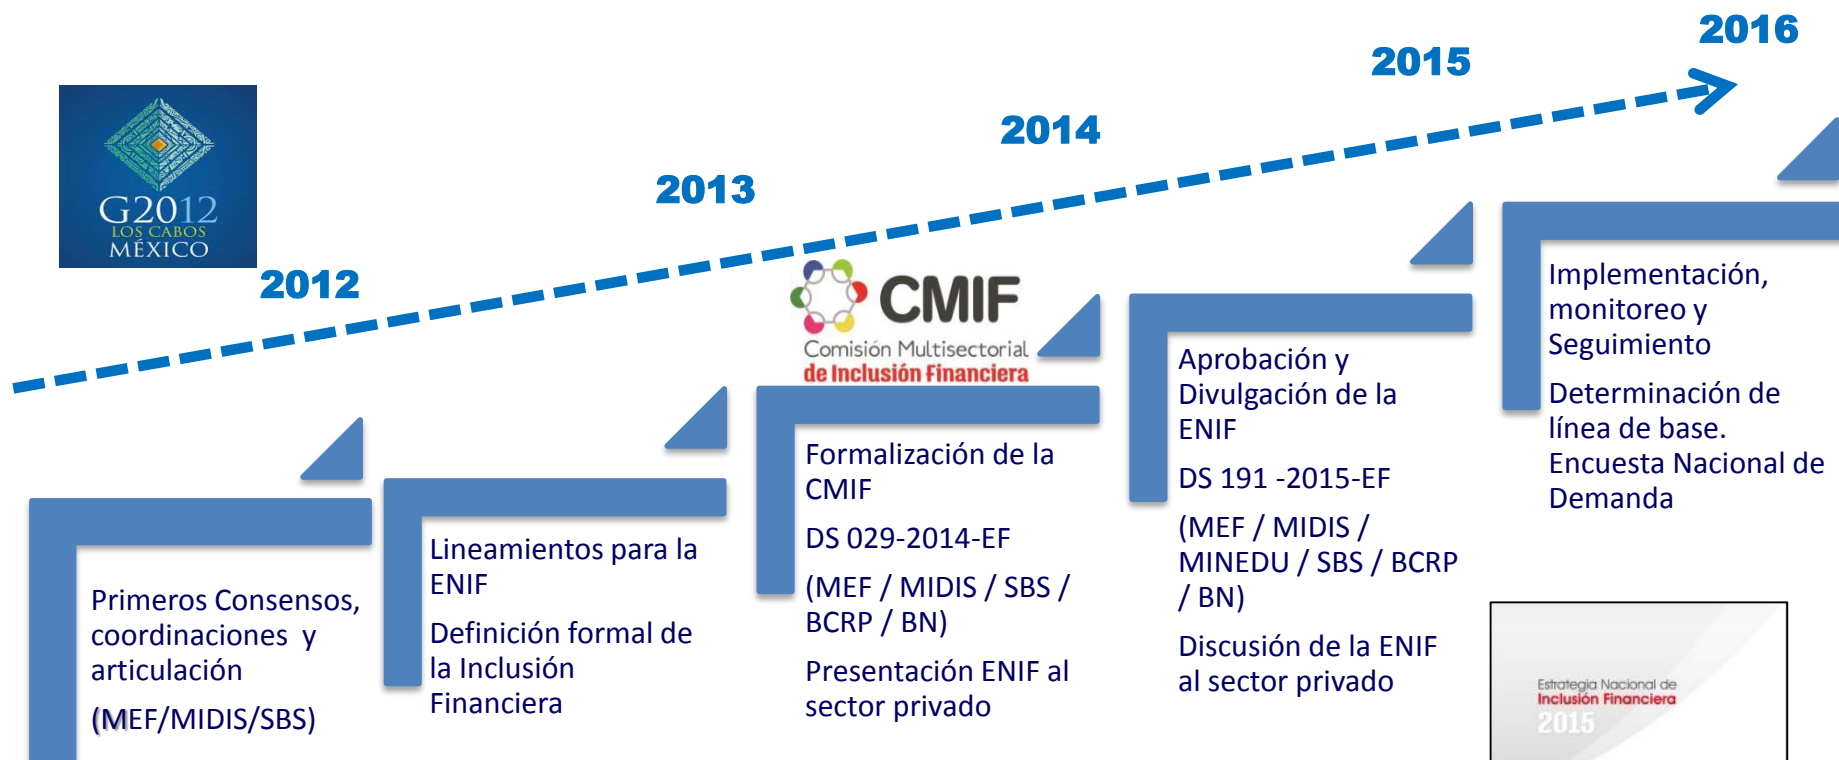 2016
2015
2014
2013
2012
G2012
LOS CABOS
MÉXICO
CMIF
Comisión Multisectorial
de Inclusión Financiera
Primeros Consensos,
coordinaciones y
articulación
(MEF/MIDIS/SBS)
Lineamientos para la
ENIF
Definición formal de
la Inclusión
Financiera
Formalización de la
CMIF
DS 029-2014-EF
(MEF / MIDIS / SBS /
BCRP / BN)
Presentación ENIF al
sector privado
Aprobación y
Divulgación de la
ENIF
DS 191 -2015-EF
(MEF / MIDIS /
MINEDU / SBS / BCRP
/ BN)
Discusión de la ENIF
al sector privado
Implementación,
monitoreo y
Seguimiento
Determinación de
línea de base.
Encuesta Nacional de
Demanda
Estrategia Nacional de
Inclusión Financiera
2015